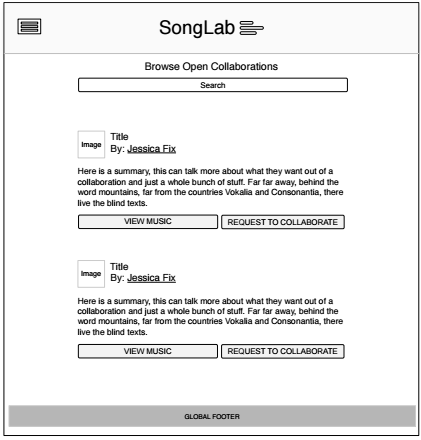 SongLab
Browse Open Collaborations
Search
Image
Title
By: Jessica Fix
Here is a summary, this can talk more about what they want out of a
collaboration and just a whole bunch of stuff. Far far away, behind the
word mountains, far from the countries Vokalia and Consonantia, there
live the blind texts.
VIEW MUSIC
REQUEST TO COLLABORATE
Image
Title
By: Jessica Fix
Here is a summary, this can talk more about what they want out of a
collaboration and just a whole bunch of stuff. Far far away, behind the
word mountains, far from the countries Vokalia and Consonantia, there
live the blind texts.
VIEW MUSIC
REQUEST TO COLLABORATE
GLOBAL FOOTER